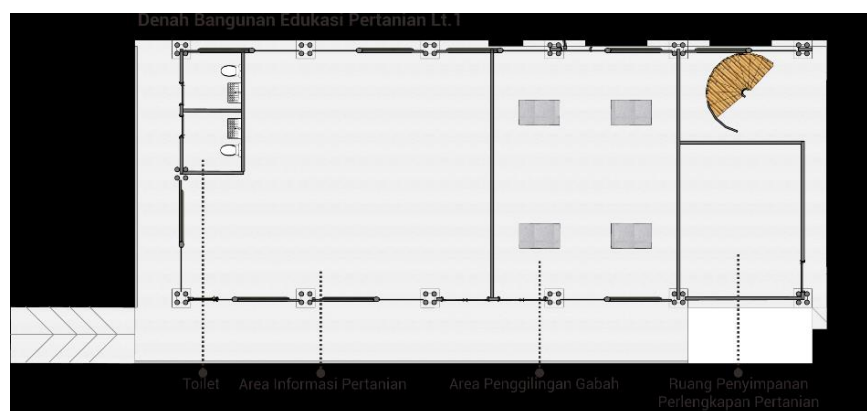 Denah Bangunan Edukasi Pertanian Lt.1
Toilet
Area Informasi Pertanian
Area Penggilingan Gabah
Ruang Penyimpanan
Perlengkapan Pertanian